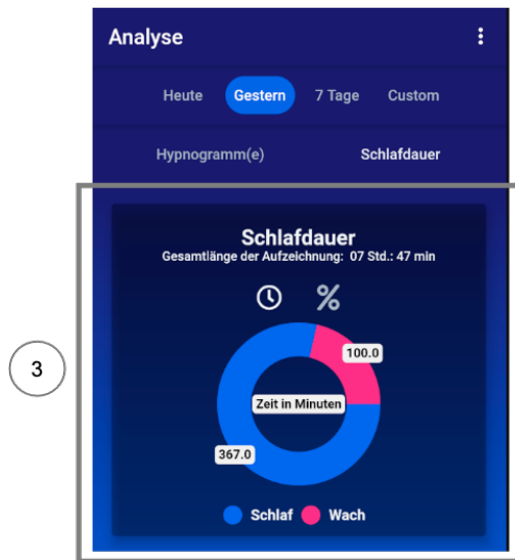 Analyse
Heute Gestern 7 Tage Custom
Hypnogramm(e) Schlafdauer
Schlafdauer
Gesamtlänge der Aufzeichnung: 07 Std.: 47 min
%
100.0
Zeit in Minuten
3
367.0
Schlaf Wach